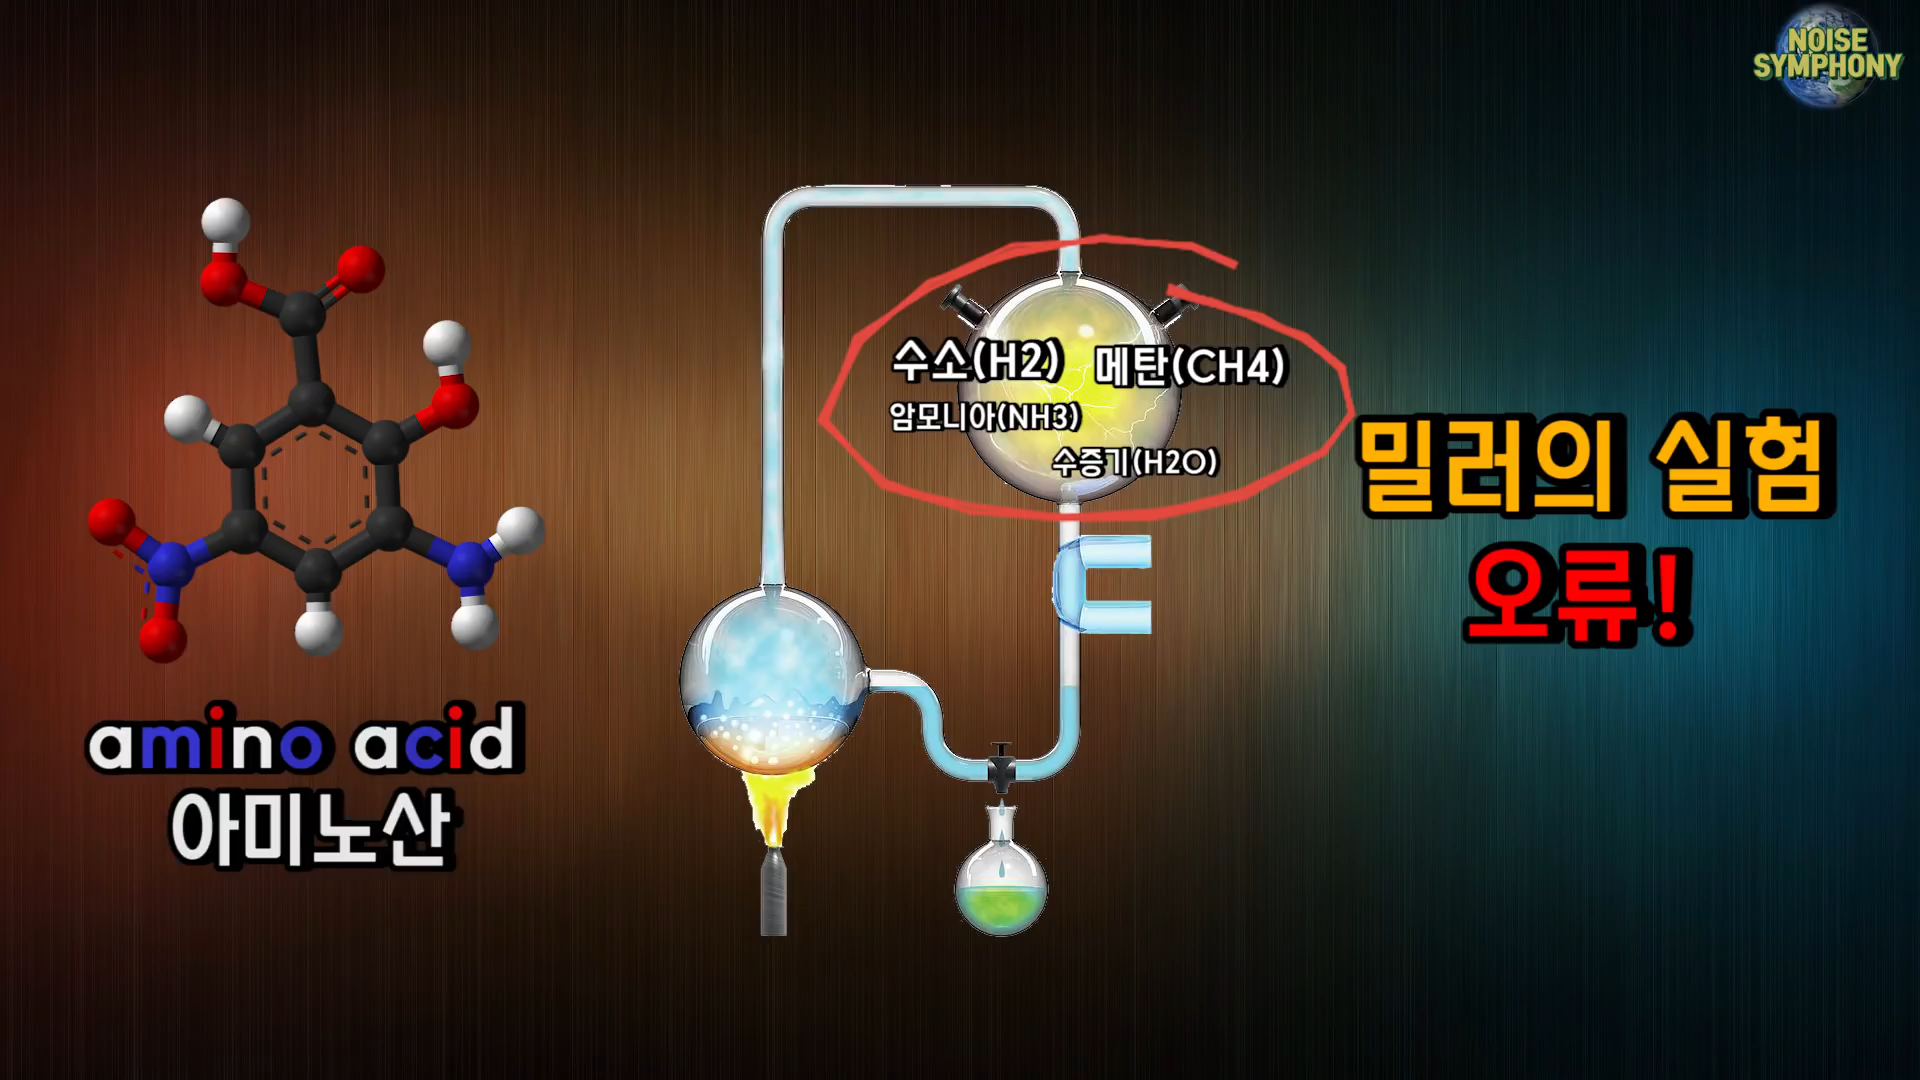 NOISE
SYMPHONY
수소(H2) 메탄(CH4)
암모니아(NH3)
수증기(H2O)
밀러의 실험
오류!
amino acid
아미노산